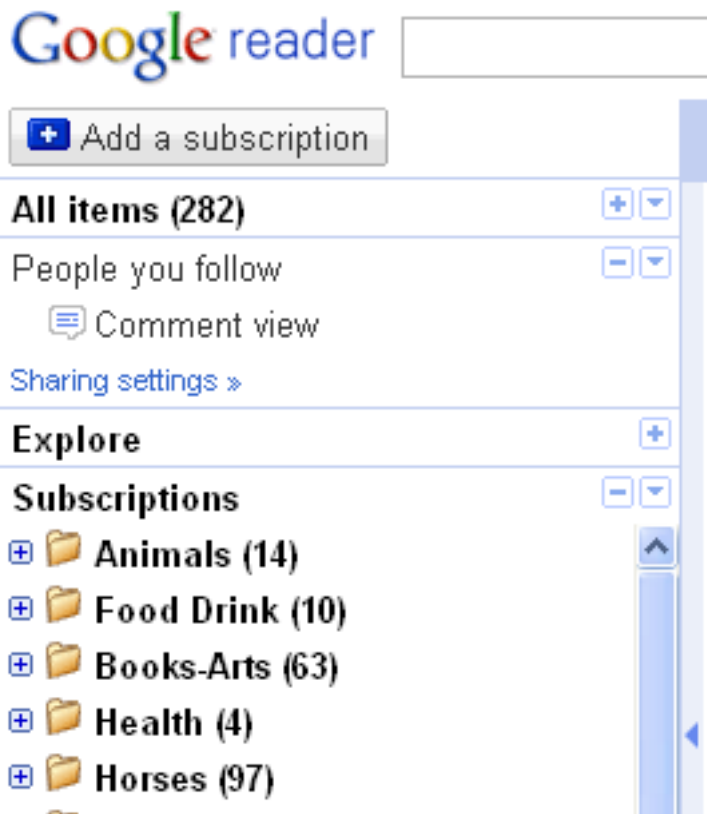 Google reader
Add a subscription
All items (282)
People you follow
Comment view
Sharing settings »
Explore
Subscriptions
Animals (14)
Food Drink (10)
Books-Arts (63)
Health (4)
Horses (97)